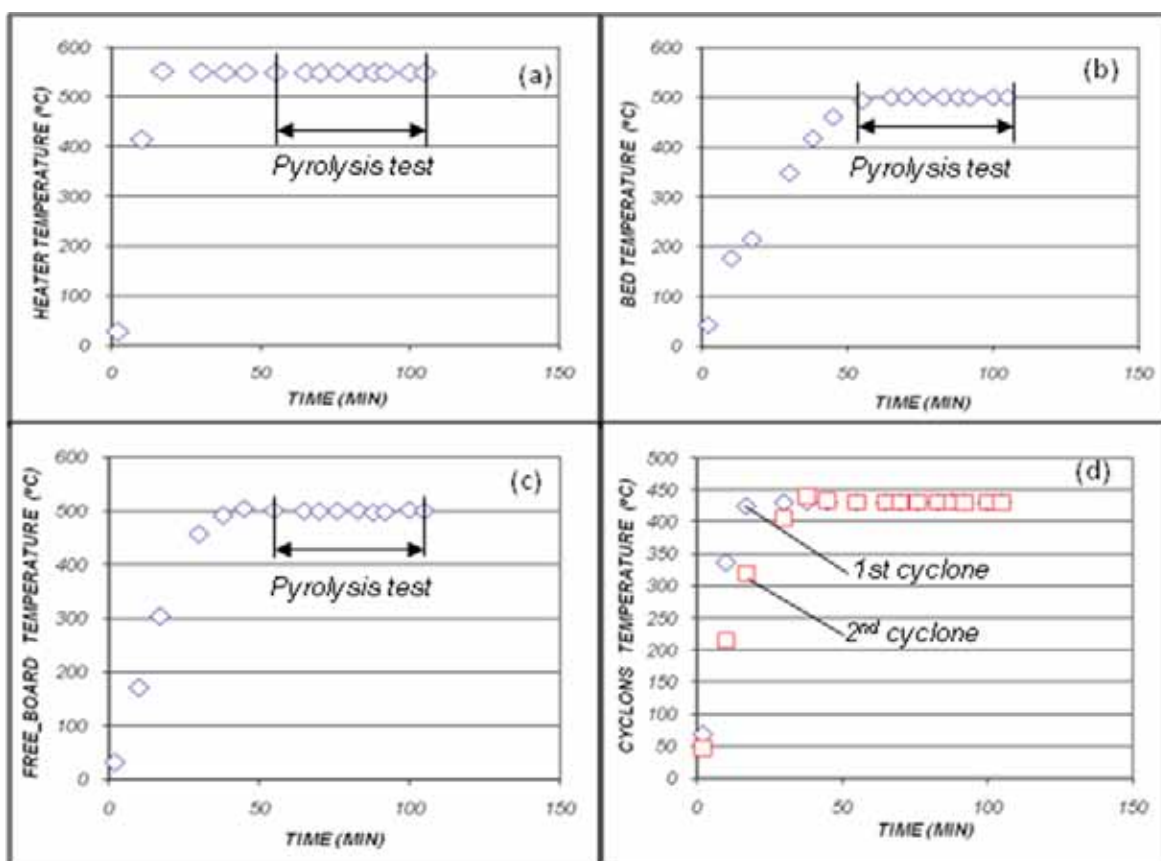 (a)
HEATER TEMPERATURE (°C)
600
500
400
300
200
100
0
Pyrolysis test
0 50 100 150
TIME (MIN)
(b)
BED TEMPERATURE (°C)
600
500
400
300
200
100
0
Pyrolysis test
0 50 100 150
TIME (MIN)
(c)
FREE_BOARD TEMPERATURE (°C)
600
500
400
300
200
100
0
Pyrolysis test
0 50 100 150
TIME (MIN)
(d)
CYCLONS TEMPERATURE (°C)
500
450
400
350
300
250
200
150
100
50
0
1st cyclone
2nd cyclone
0 50 100 150
TIME (MIN)